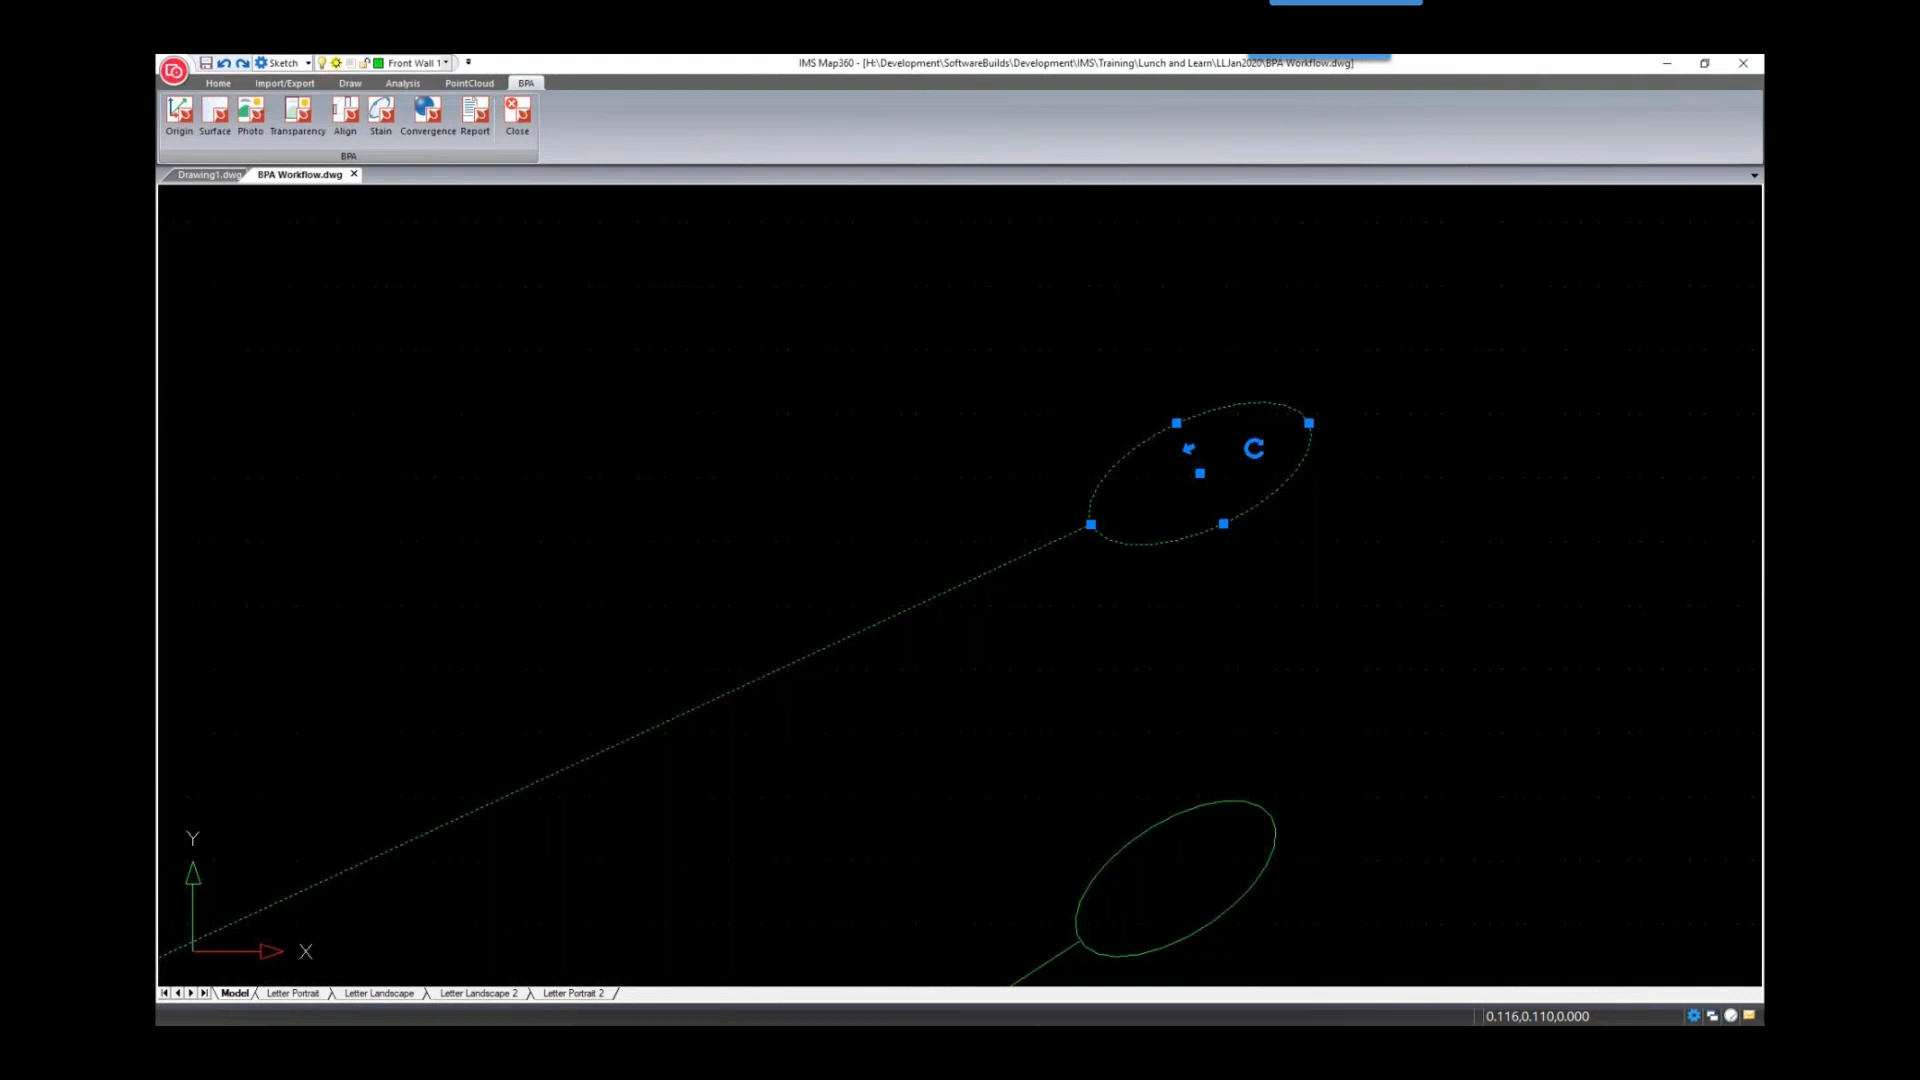 Sketch Front Wall 1 IMS Map360 - [H:\Development\SoftwareBuilds\Development\IMS\Training\Lunch and Learn\LLJan2020\BPA Workflow.dwg]
Home Import/Export Draw Analysis PointCloud BPA
Origin Surface Photo Transparency Align Stain Convergence Report Close
BPA
Drawing1.dwg BPA Workflow.dwg
Y
X
Model Letter Portrait Letter Landscape Letter Landscape 2 Letter Portrait 2
0.116,0.110,0.000